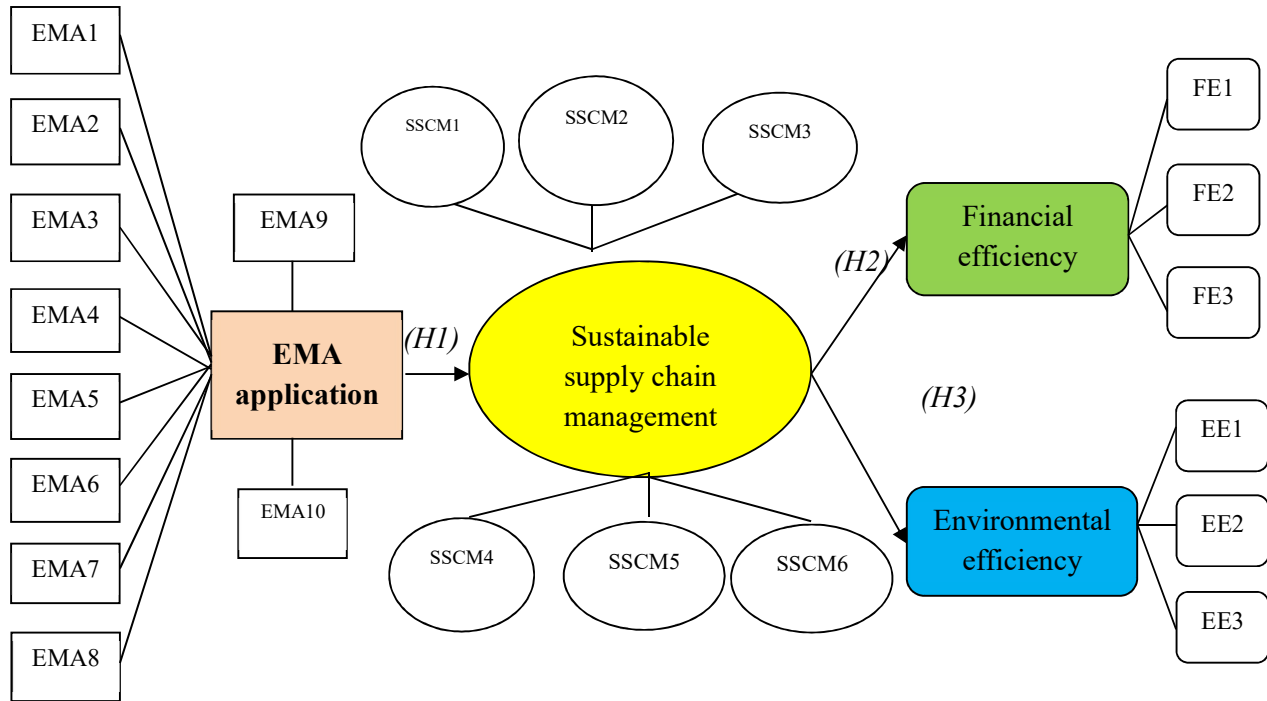 EMA1
EMA2
EMA3
EMA4
EMA5
EMA6
EMA7
EMA8
EMA9
EMA
application
EMA10
(H1)
SSCM1
SSCM2
SSCM3
Sustainable
supply chain
management
SSCM4
SSCM5
SSCM6
(H2)
(H3)
Financial
efficiency
Environmental
efficiency
FE1
FE2
FE3
EE1
EE2
EE3